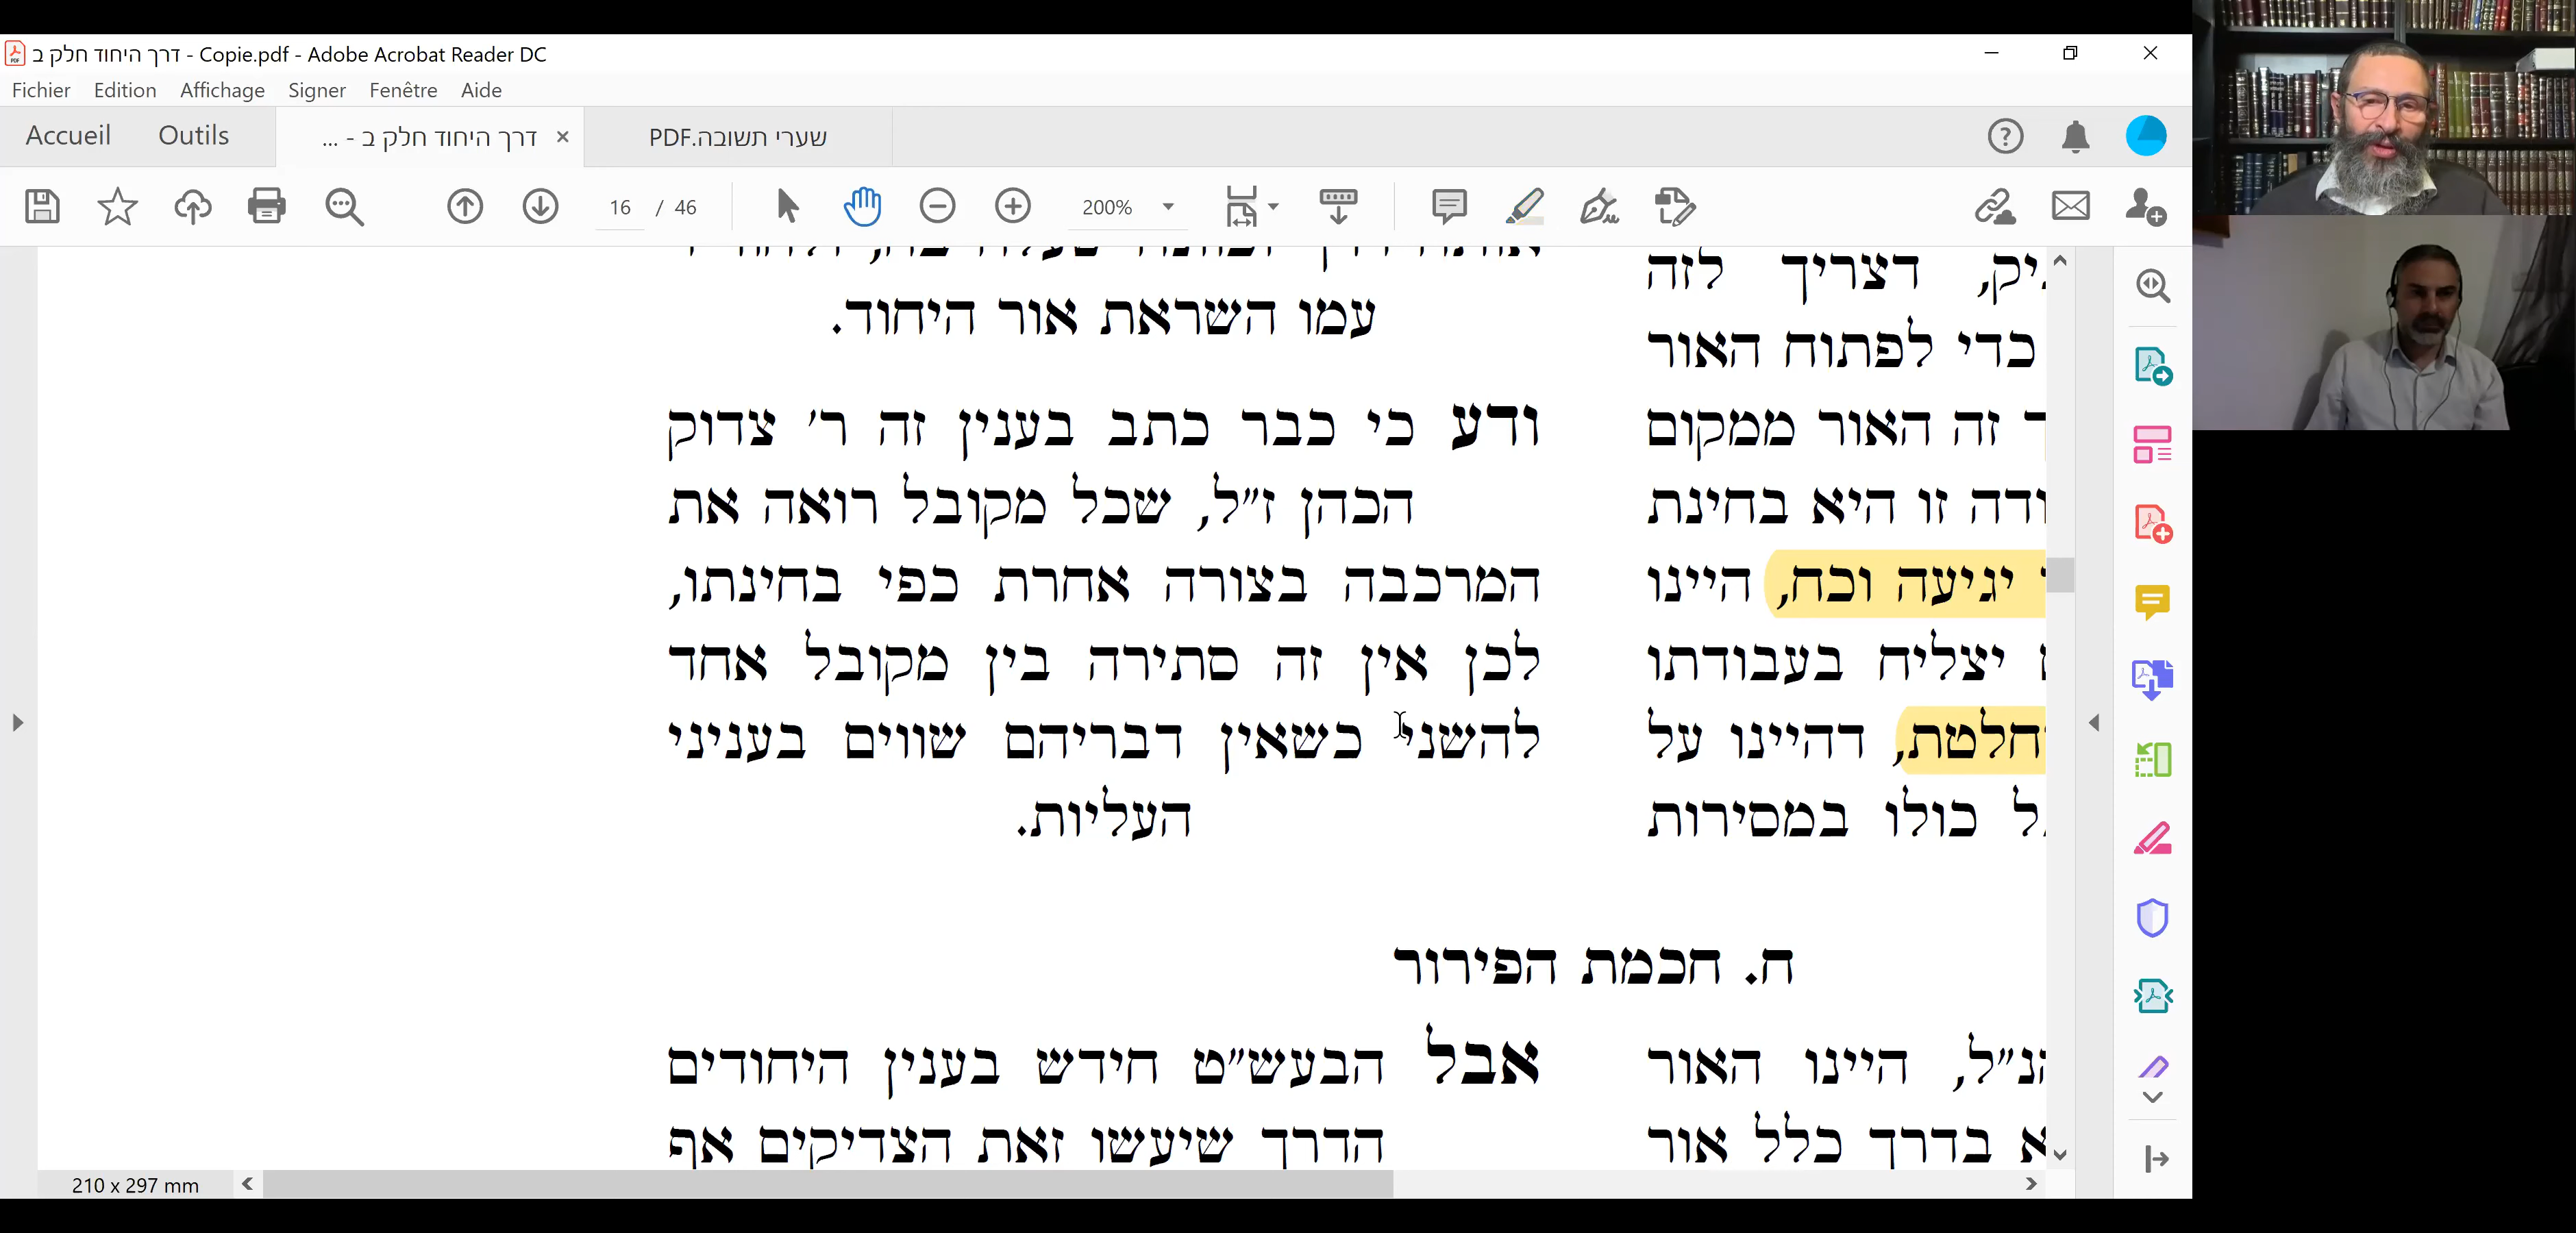 דרך היחוד חלק ב - Copie.pdf - Adobe Acrobat Reader DC
Fichier Edition Affichage Signer Fenêtre Aide
Accueil Outils
דרך היחוד חלק ב - ... ×
שערי תשובה.PDF
16 / 46
200%
יק, דצריך לזה
כדי לפתוח האור
זה האור ממקום
זו היא בחינת
יגיעה וכח, היינו
יצליח בעבודתו
דהיינו על
כולו במסירות
עמו השראת אור היחוד.
ודע כי כבר כתב בענין זה ר' צדוק
הכהן ז"ל, שכל מקובל רואה את
המרכבה בצורה אחרת כפי בחינתו,
לכן אין זה סתירה בין מקובל אחד
להשני כשאין דבריהם שווים בעניני
העליות.
ח. חכמת הפירור
הנ"ל, היינו האור
בדרך כלל אור
אבל הבעש"ט חידש בענין היחודים
הדרך שיעשו זאת הצדיקים אף
210 x 297 mm